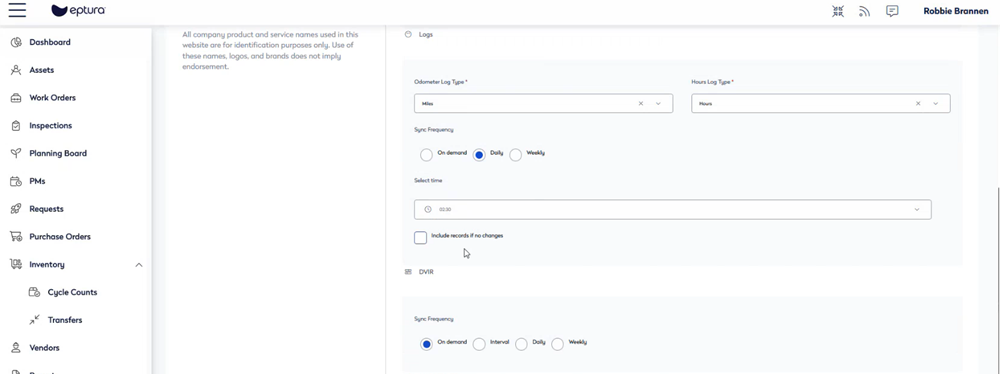 eptura
Robbie Brannen
Dashboard
Assets
Work Orders
Inspections
Planning Board
PMs
Requests
Purchase Orders
Inventory
Cycle Counts
Transfers
Vendors
All company product and service names used in this
website are for identification purposes only. Use of
these names, logos, and brands does not imply
endorsement.
Logs
Odometer Log Type *
Hours Log Type *
Miles
Hours
Sync Frequency
On demand
Daily
Weekly
Select time
Include records if no changes
DVIR
Sync Frequency
On demand
Interval
Daily
Weekly